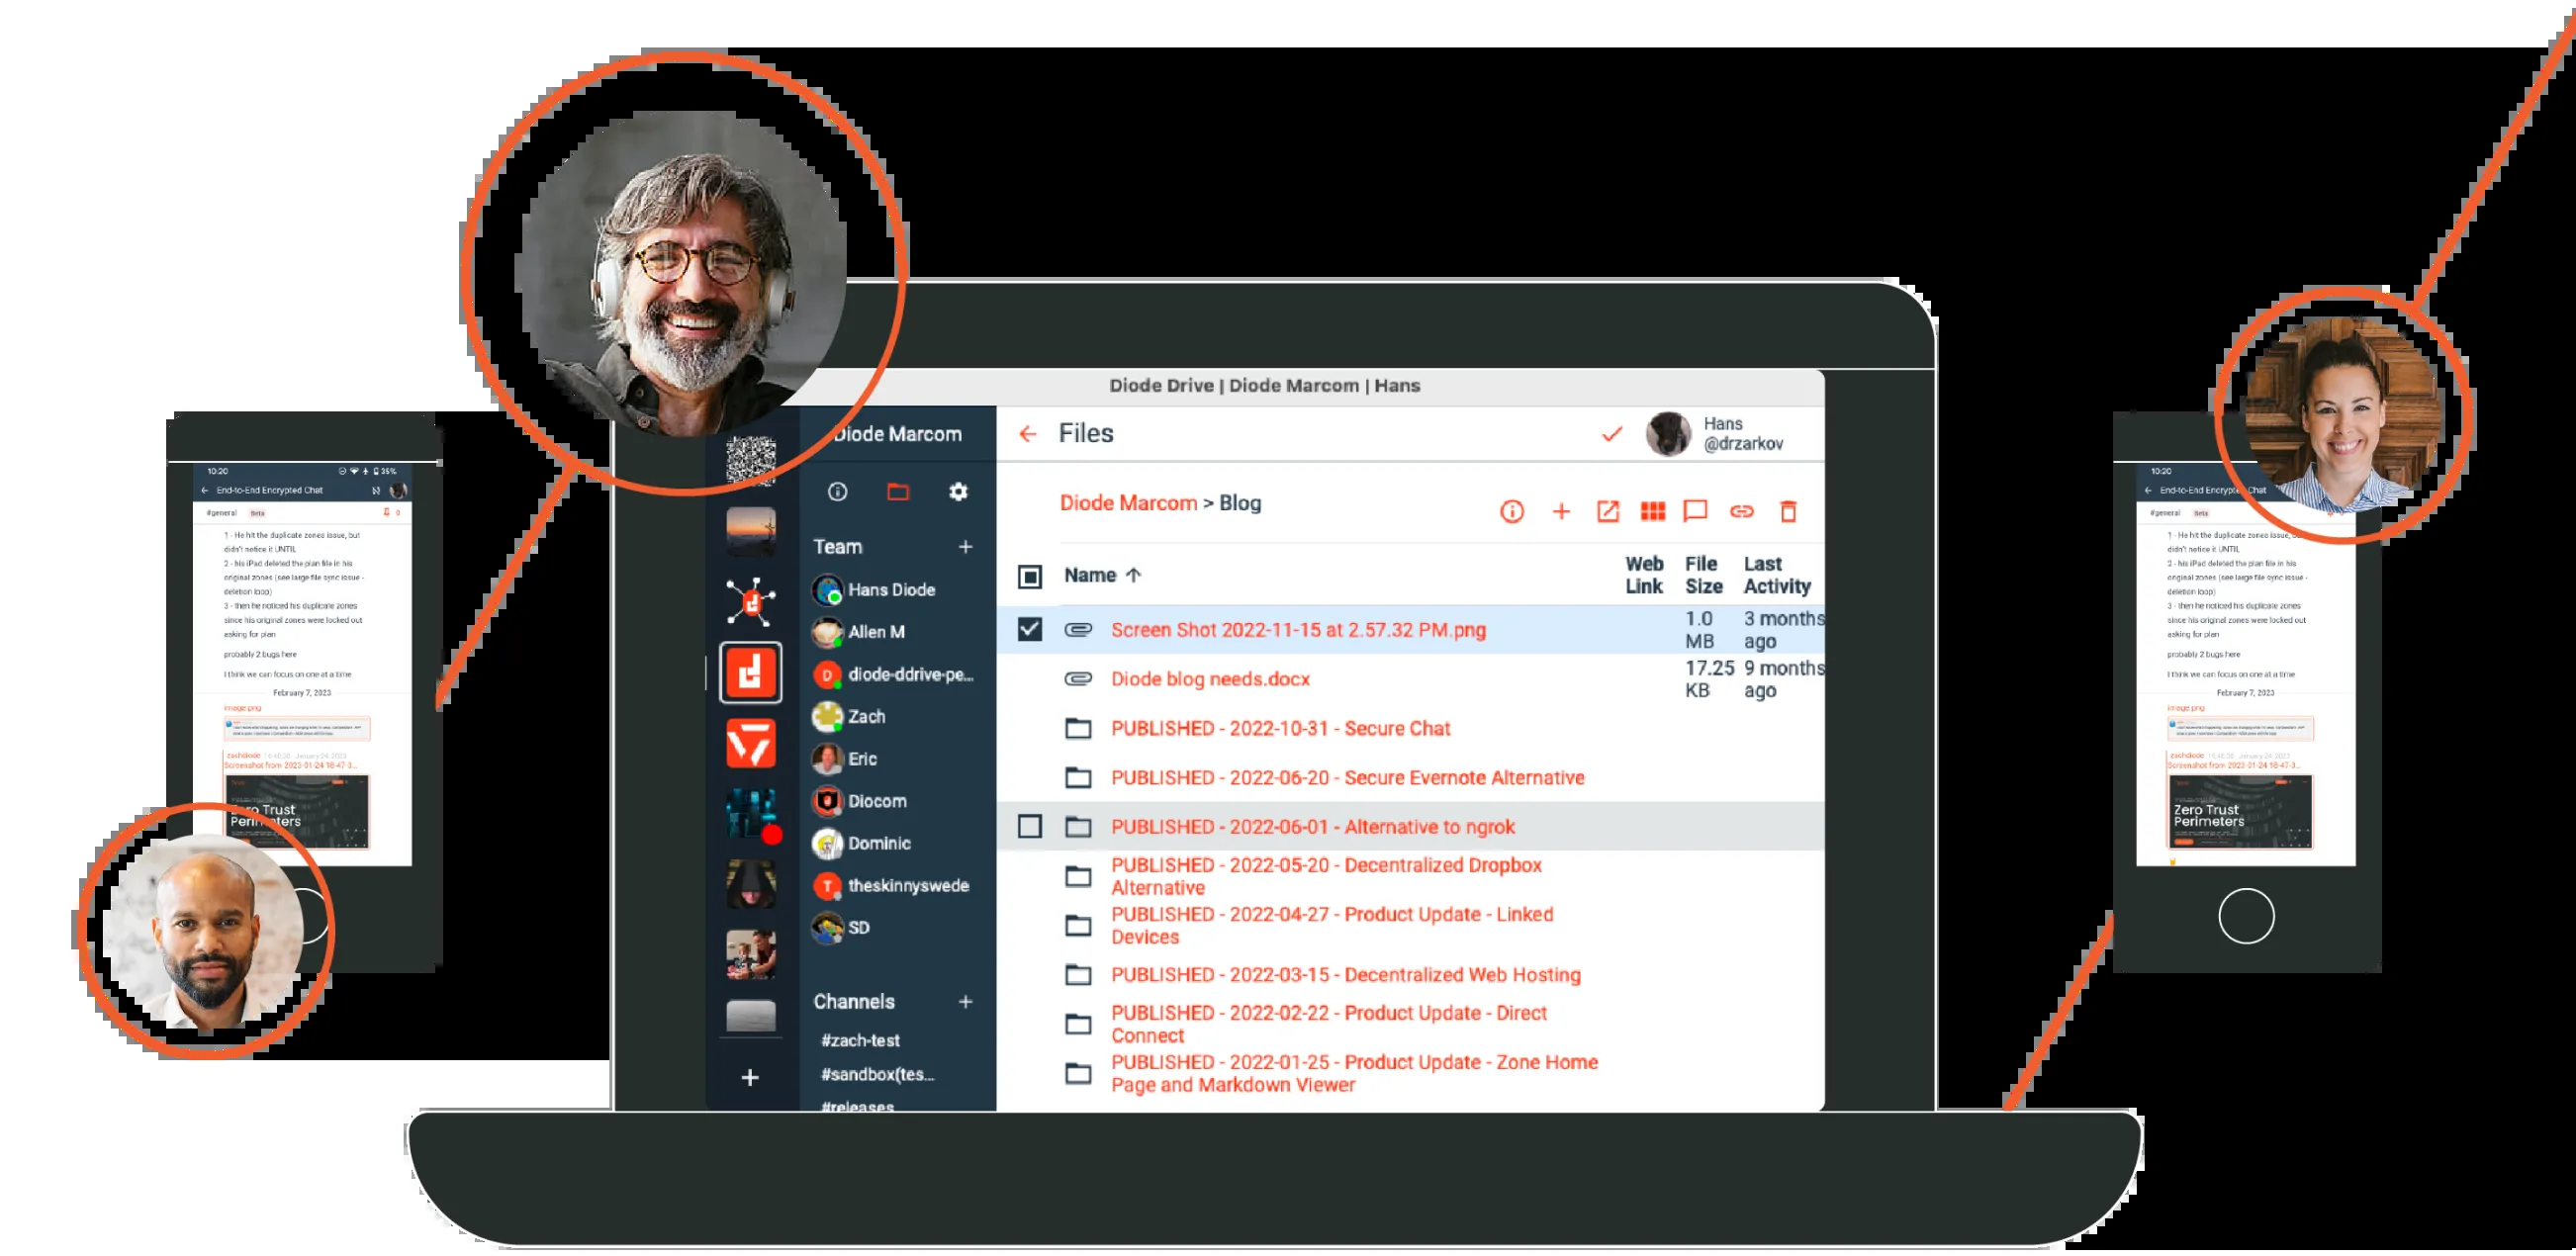 Diode Drive | Diode Marcom | Hans
Diode Marcom
Files
Hans
@drzarkov
Diode Marcom > Blog
Team +
Hans Diode
Allen M
diode-ddrive-pe...
Zach
Eric
Diocom
Dominic
theskinnyswede
SD
Channels +
#zach-test
#sandbox(tes...
#releases
Name ↑
Web Link
File Size
Last Activity
Screen Shot 2022-11-15 at 2.57.32 PM.png
1.0 MB
3 months ago
Diode blog needs.docx
17.25 KB
9 months ago
PUBLISHED - 2022-10-31 - Secure Chat
PUBLISHED - 2022-06-20 - Secure Evernote Alternative
PUBLISHED - 2022-06-01 - Alternative to ngrok
PUBLISHED - 2022-05-20 - Decentralized Dropbox
Alternative
PUBLISHED - 2022-04-27 - Product Update - Linked
Devices
PUBLISHED - 2022-03-15 - Decentralized Web Hosting
PUBLISHED - 2022-02-22 - Product Update - Direct
Connect
PUBLISHED - 2022-01-25 - Product Update - Zone Home
Page and Markdown Viewer
10:20
35%
End-to-End Encrypted Chat
#general Beta
0
1 - He hit the duplicate zones issue, but
didn't notice it UNTIL
2 - his iPad deleted the plan file in his
original zones (see large file sync issue -
deletion loop)
3 - then he noticed his duplicate zones
since his original zones were locked out
asking for plan
probably 2 bugs here
I think we can focus on one at a time
February 7, 2023
image.png
zachdiode
January 24, 2023
Screenshot from 2023-01-24 18-47-3...
Zero Trust
Perimeters
10:20
End-to-End Encrypted Chat
#general Beta
1 - He hit the duplicate zones issue,
didn't notice it UNTIL
2 - his iPad deleted the plan file in his
original zones (see large file sync issue -
deletion loop)
3 - then he noticed his duplicate zones
since his original zones were locked out
asking for plan
probably 2 bugs here
I think we can focus on one at a time
February 7, 2023
image.png
zachdiode
January 24, 2023
Screenshot from 2023-01-24 18-47-3...
Zero Trust
Perimeters